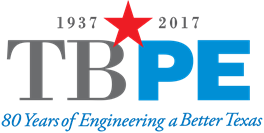 1937 2017
TBPE
80 Years of Engineering a Better Texas